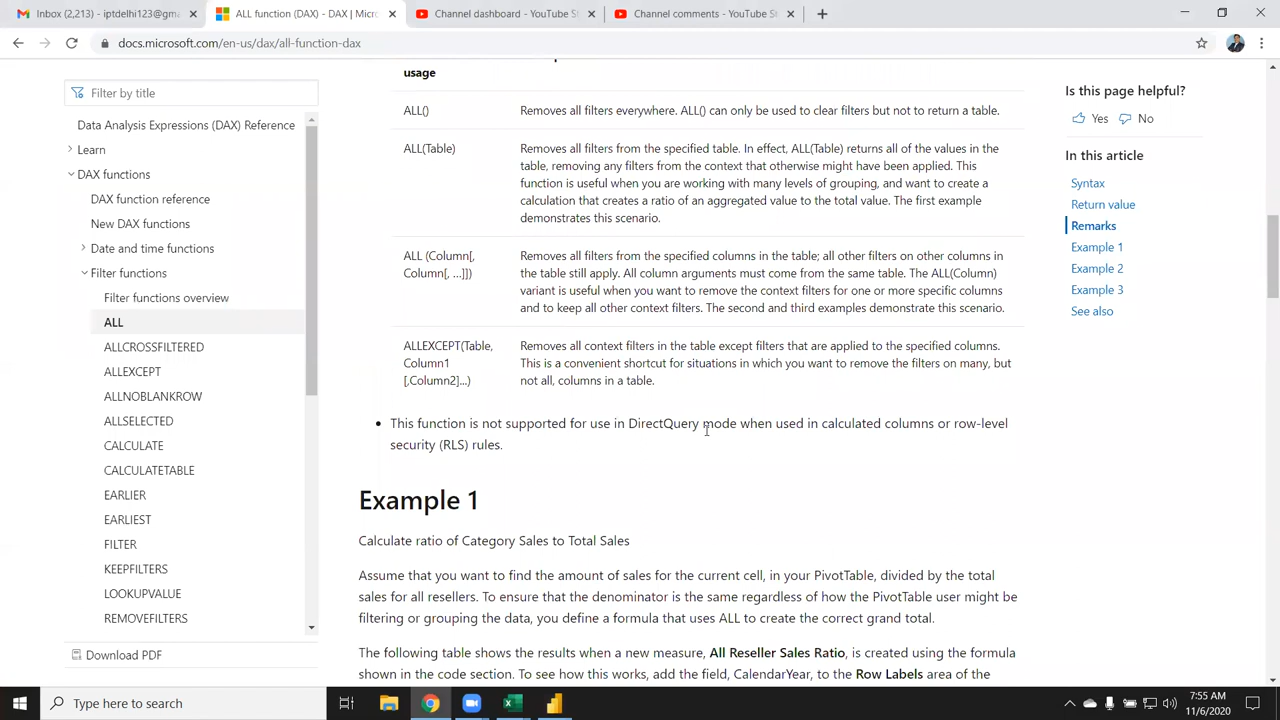 Inbox (2,213) - iptdelhi123@gma
ALL function (DAX) - DAX | Micro
Channel dashboard - YouTube St
Channel comments - YouTube St
docs.microsoft.com/en-us/dax/all-function-dax
Filter by title
Data Analysis Expressions (DAX) Reference
Learn
DAX functions
DAX function reference
New DAX functions
Date and time functions
Filter functions
Filter functions overview
ALL
ALLCROSSFILTERED
ALLEXCEPT
ALLNOBLANKROW
ALLSELECTED
CALCULATE
CALCULATETABLE
EARLIER
EARLIEST
FILTER
KEEPFILTERS
LOOKUPVALUE
REMOVEFILTERS
Download PDF
usage
ALL()
Removes all filters everywhere. ALL() can only be used to clear filters but not to return a table.
ALL(Table)
Removes all filters from the specified table. In effect, ALL(Table) returns all of the values in the
table, removing any filters from the context that otherwise might have been applied. This
function is useful when you are working with many levels of grouping, and want to create a
calculation that creates a ratio of an aggregated value to the total value. The first example
demonstrates this scenario.
ALL (Column[,
Column[, ...]])
Removes all filters from the specified columns in the table; all other filters on other columns in
the table still apply. All column arguments must come from the same table. The ALL(Column)
variant is useful when you want to remove the context filters for one or more specific columns
and to keep all other context filters. The second and third examples demonstrate this scenario.
ALLEXCEPT(Table,
Column1
[,Column2]...)
Removes all context filters in the table except filters that are applied to the specified columns.
This is a convenient shortcut for situations in which you want to remove the filters on many, but
not all, columns in a table.
This function is not supported for use in DirectQuery mode when used in calculated columns or row-level
security (RLS) rules.
Example 1
Calculate ratio of Category Sales to Total Sales
Assume that you want to find the amount of sales for the current cell, in your PivotTable, divided by the total
sales for all resellers. To ensure that the denominator is the same regardless of how the PivotTable user might be
filtering or grouping the data, you define a formula that uses ALL to create the correct grand total.
The following table shows the results when a new measure, All Reseller Sales Ratio, is created using the formula
shown in the code section. To see how this works, add the field, CalendarYear, to the Row Labels area of the
Is this page helpful?
Yes
No
In this article
Syntax
Return value
Remarks
Example 1
Example 2
Example 3
See also
Type here to search
7:55 AM
11/6/2020